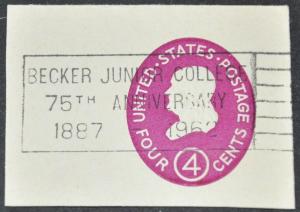 BECKER JUNIOR COLLEGE
75TH ANNIVERSARY
1887 1962
UNITED·STATES·POSTAGE
FOUR 4 CENTS